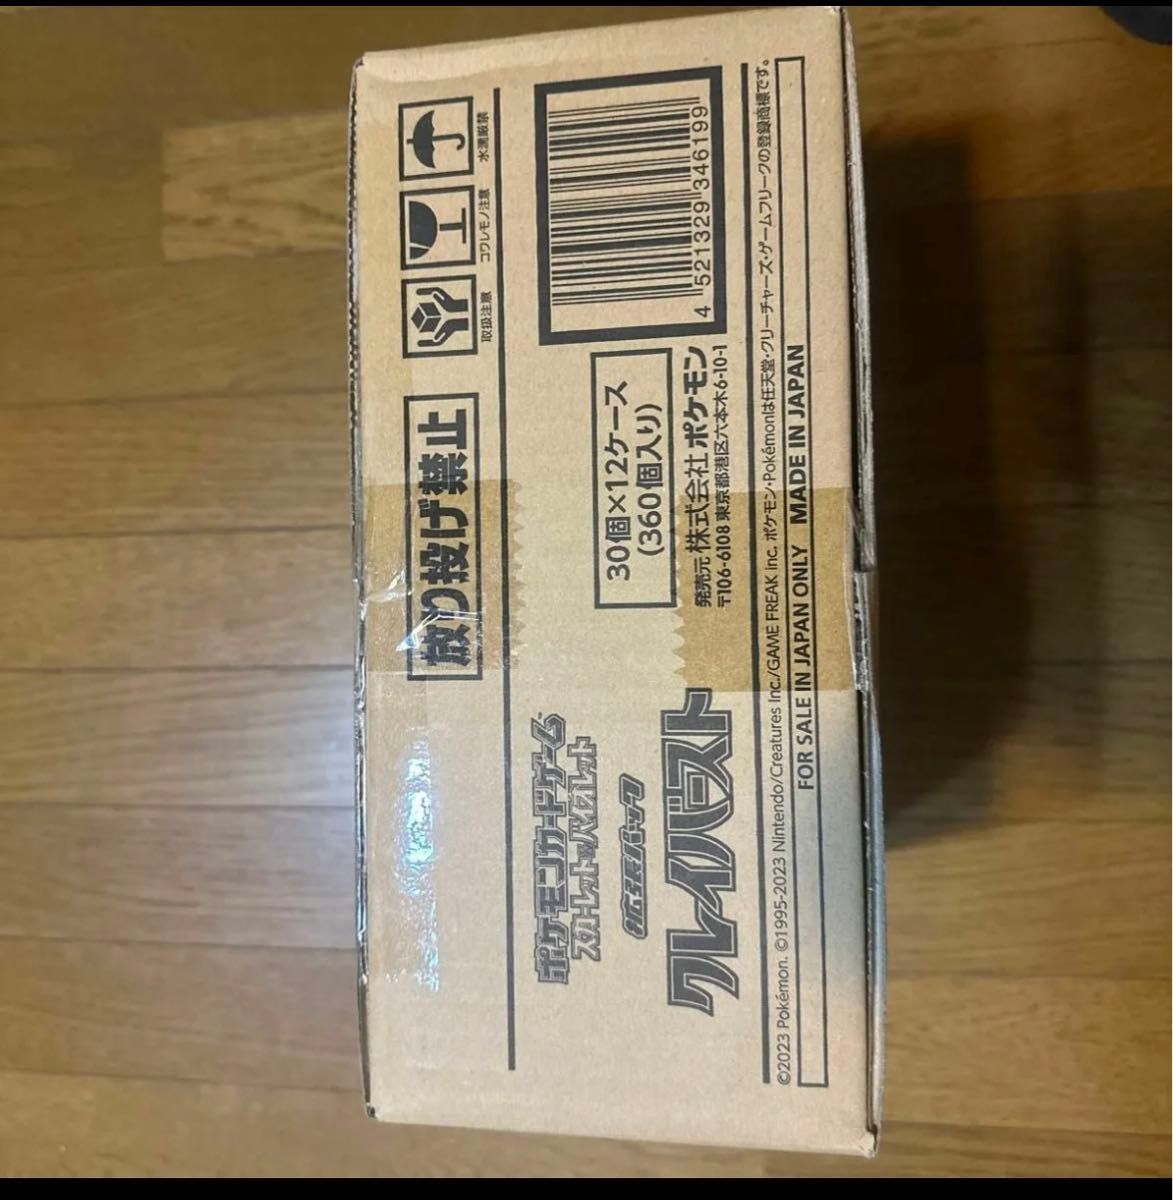 放り投げ禁止
取扱注意
コワレモノ注意
水濡厳禁
ポケモンカードゲーム™
スカーレット&バイオレット
拡張パック
クレイバースト
30個×12ケース
(360個入り)
4 521329 346199
発売元 株式会社 ポケモン
〒106-6108 東京都港区六本木6-10-1
©2023 Pokémon. ©1995-2023 Nintendo/Creatures Inc./GAME FREAK inc. ポケモン・Pokémonは任天堂・クリーチャーズ・ゲームフリークの登録商標です。
FOR SALE IN JAPAN ONLY MADE IN JAPAN